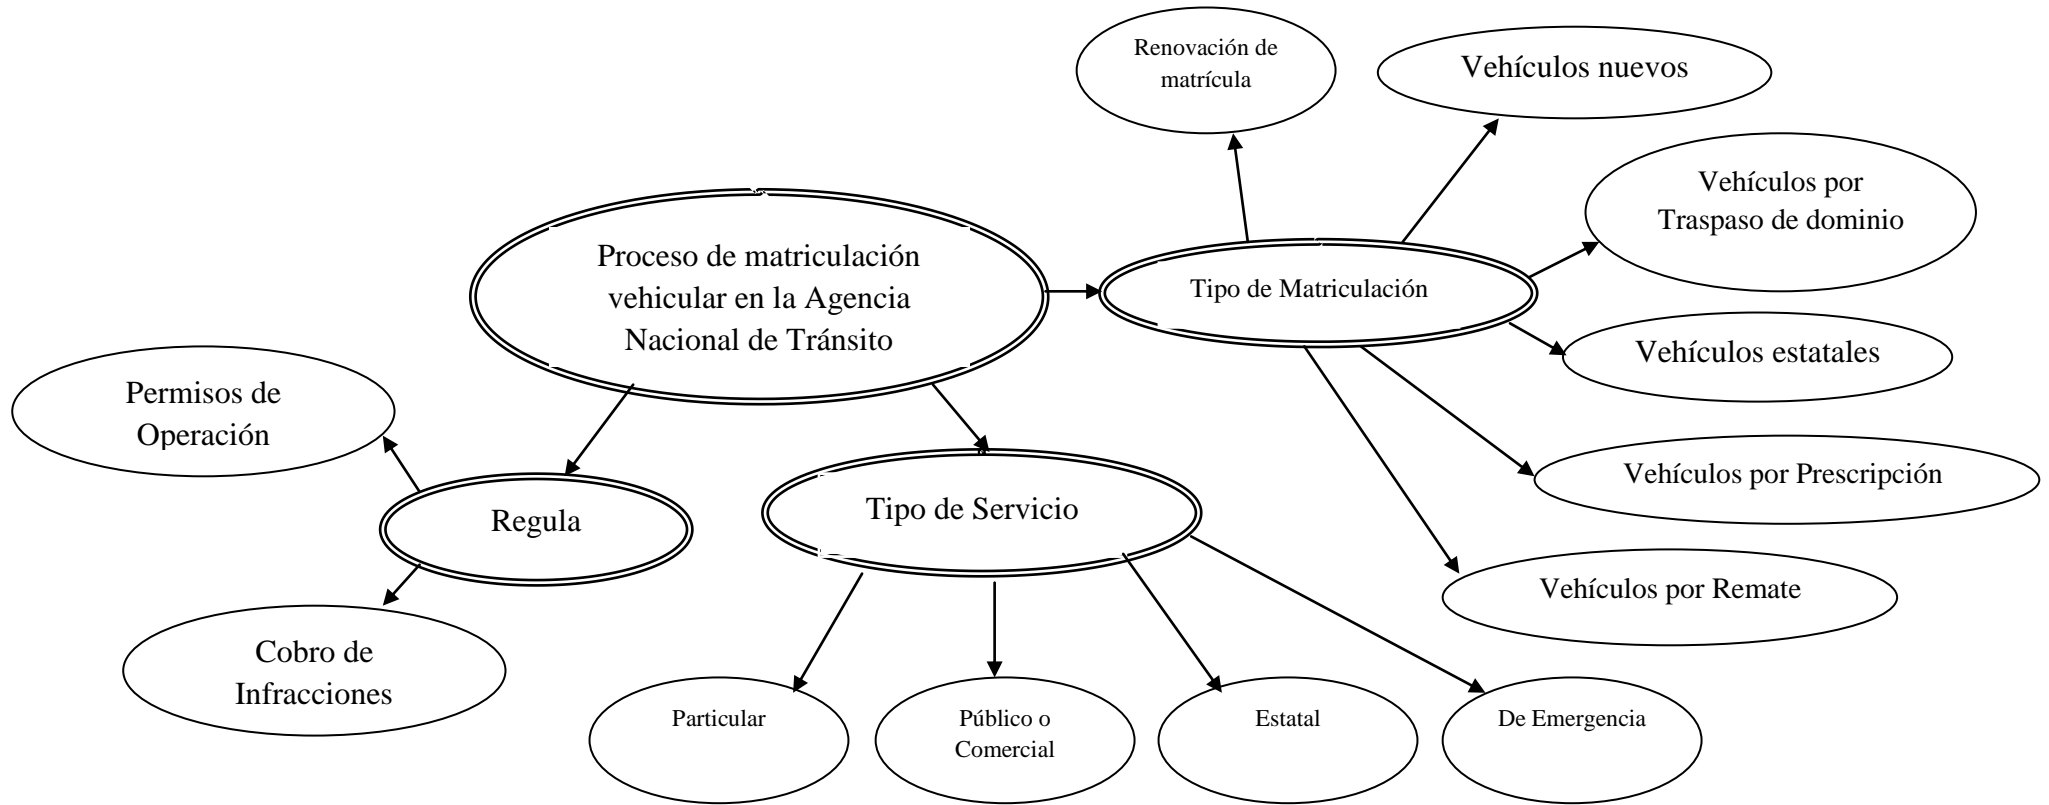 Renovación de
matrícula
Vehículos nuevos
Vehículos por
Traspaso de dominio
Proceso de matriculación
vehicular en la Agencia
Nacional de Tránsito
Tipo de Matriculación
Vehículos estatales
Permisos de
Operación
Vehículos por Prescripción
Regula
Tipo de Servicio
Vehículos por Remate
Cobro de
Infracciones
Particular
Público o
Comercial
Estatal
De Emergencia